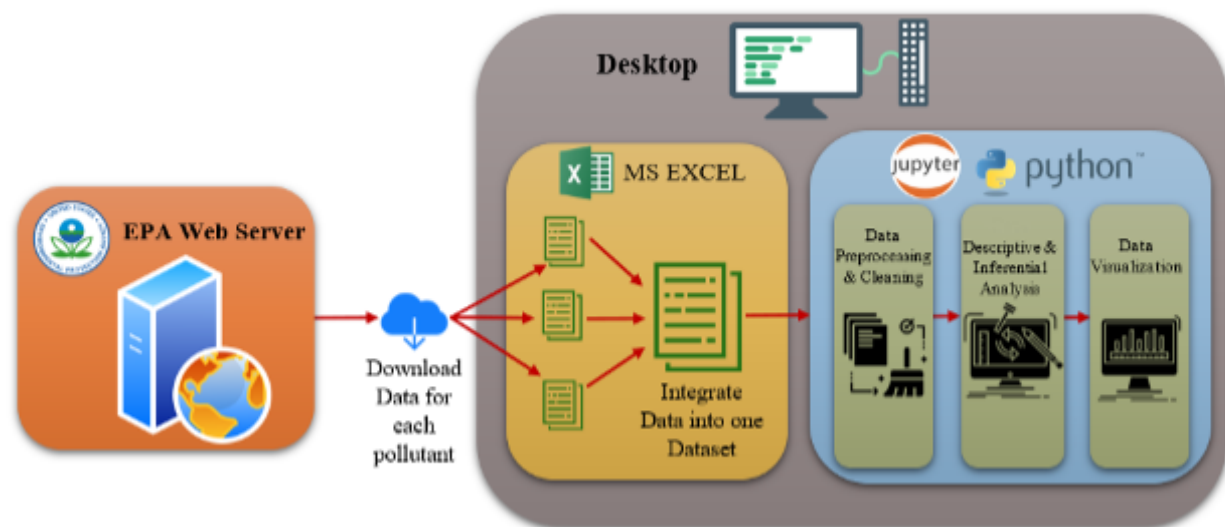 Desktop
EPA Web Server
Download
Data for
each
pollutant
X
MS EXCEL
Integrate
Data into one
Dataset
jupyter
python™
Data
Preprocessing
& Cleaning
Descriptive &
Inferential
Analysis
Data
Visualization